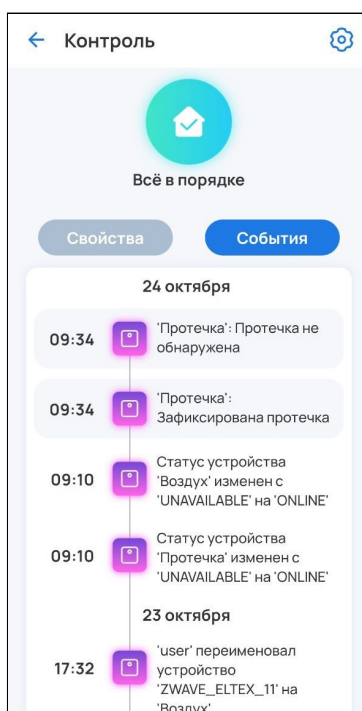 Контроль
Всё в порядке
Свойства
События
24 октября
09:34
'Протечка': Протечка не
обнаружена
09:34
'Протечка':
Зафиксирована протечка
09:10
Статус устройства
'Воздух' изменен с
'UNAVAILABLE' на 'ONLINE'
09:10
Статус устройства
'Протечка' изменен с
'UNAVAILABLE' на 'ONLINE'
23 октября
17:32
'user' переименовал
устройство
'ZWAVE_ELTEX_11' на
'Воздух'